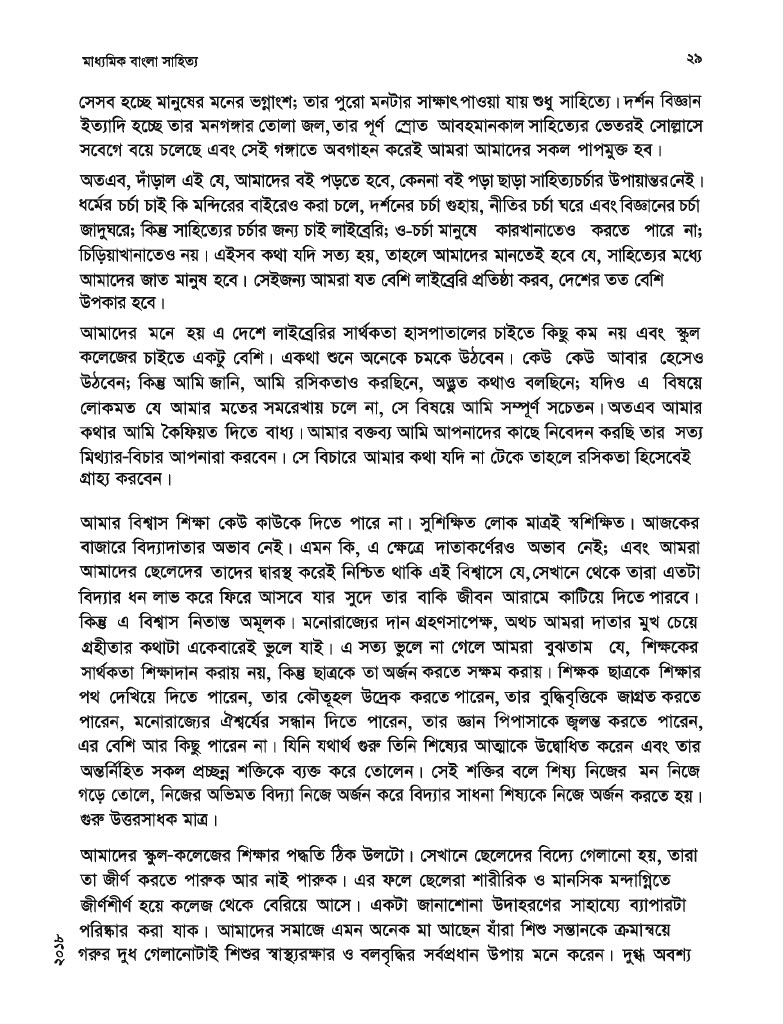 মাধ্যমিক বাংলা সাহিত্য ২৯
সেসব হচ্ছে মানুষের মনের ভগ্নাংশ; তার পুরো মনটার সাক্ষাৎ পাওয়া যায় শুধু সাহিত্যে। দর্শন বিজ্ঞান
ইত্যাদি হচ্ছে তার মনগঙ্গার তোলা জল, তার পূর্ণ স্রোত আবহমানকাল সাহিত্যের ভেতরই সোল্লাসে
সবেগে বয়ে চলেছে এবং সেই গঙ্গাতে অবগাহন করেই আমরা আমাদের সকল পাপমুক্ত হব।
অতএব, দাঁড়াল এই যে, আমাদের বই পড়তে হবে, কেননা বই পড়া ছাড়া সাহিত্যচর্চার উপায়ান্তর নেই।
ধর্মের চর্চা চাই কি মন্দিরের বাইরেও করা চলে, দর্শনের চর্চা গুহায়, নীতির চর্চা ঘরে এবং বিজ্ঞানের চর্চা
জাদুঘরে; কিন্তু সাহিত্যের চর্চার জন্য চাই লাইব্রেরি; ও-চর্চা মানুষে কারখানাতেও করতে পারে না;
চিড়িয়াখানাতেও নয়। এইসব কথা যদি সত্য হয়, তাহলে আমাদের মানতেই হবে যে, সাহিত্যের মধ্যে
আমাদের জাত মানুষ হবে। সেইজন্য আমরা যত বেশি লাইব্রেরি প্রতিষ্ঠা করব, দেশের তত বেশি
উপকার হবে।
আমাদের মনে হয় এ দেশে লাইব্রেরির সার্থকতা হাসপাতালের চাইতে কিছু কম নয় এবং স্কুল
কলেজের চাইতে একটু বেশি। একথা শুনে অনেকে চমকে উঠবেন। কেউ কেউ আবার হেসেও
উঠবেন; কিন্তু আমি জানি, আমি রসিকতাও করছিনে, অদ্ভুত কথাও বলছিনে; যদিও এ বিষয়ে
লোকমত যে আমার মতের সমরেখায় চলে না, সে বিষয়ে আমি সম্পূর্ণ সচেতন। অতএব আমার
কথার আমি কৈফিয়ত দিতে বাধ্য। আমার বক্তব্য আমি আপনাদের কাছে নিবেদন করছি তার সত্য
মিথ্যার-বিচার আপনারা করবেন। সে বিচারে আমার কথা যদি না টেকে তাহলে রসিকতা হিসেবেই
গ্রাহ্য করবেন।
আমার বিশ্বাস শিক্ষা কেউ কাউকে দিতে পারে না। সুশিক্ষিত লোক মাত্রই স্বশিক্ষিত। আজকের
বাজারে বিদ্যাদাতার অভাব নেই। এমন কি, এ ক্ষেত্রে দাতাকর্ণেরও অভাব নেই; এবং আমরা
আমাদের ছেলেদের তাদের দ্বারস্থ করেই নিশ্চিত থাকি এই বিশ্বাসে যে, সেখানে থেকে তারা এতটা
বিদ্যার ধন লাভ করে ফিরে আসবে যার সুদে তার বাকি জীবন আরামে কাটিয়ে দিতে পারবে।
কিন্তু এ বিশ্বাস নিতান্ত অমূলক। মনোরাজ্যের দান গ্রহণসাপেক্ষ, অথচ আমরা দাতার মুখ চেয়ে
গ্রহীতার কথাটা একেবারেই ভুলে যাই। এ সত্য ভুলে না গেলে আমরা বুঝতাম যে, শিক্ষকের
সার্থকতা শিক্ষাদান করায় নয়, কিন্তু ছাত্রকে তা অর্জন করতে সক্ষম করায়। শিক্ষক ছাত্রকে শিক্ষার
পথ দেখিয়ে দিতে পারেন, তার কৌতূহল উদ্রেক করতে পারেন, তার বুদ্ধিবৃত্তিকে জাগ্রত করতে
পারেন, মনোরাজ্যের ঐশ্বর্যের সন্ধান দিতে পারেন, তার জ্ঞান পিপাসাকে জ্বলন্ত করতে পারেন,
এর বেশি আর কিছু পারেন না। যিনি যথার্থ গুরু তিনি শিষ্যের আত্মাকে উদ্বোধিত করেন এবং তার
অন্তর্নিহিত সকল প্রচ্ছন্ন শক্তিকে ব্যক্ত করে তোলেন। সেই শক্তির বলে শিষ্য নিজের মন নিজে
গড়ে তোলে, নিজের অভিমত বিদ্যা নিজে অর্জন করে বিদ্যার সাধনা শিষ্যকে নিজে অর্জন করতে হয়।
গুরু উত্তরসাধক মাত্র।
আমাদের স্কুল-কলেজের শিক্ষার পদ্ধতি ঠিক উলটো। সেখানে ছেলেদের বিদ্যে গেলানো হয়, তারা
তা জীর্ণ করতে পারুক আর নাই পারুক। এর ফলে ছেলেরা শারীরিক ও মানসিক মন্দাগ্নিতে
জীর্ণশীর্ণ হয়ে কলেজ থেকে বেরিয়ে আসে। একটা জানাশোনা উদাহরণের সাহায্যে ব্যাপারটা
পরিষ্কার করা যাক। আমাদের সমাজে এমন অনেক মা আছেন যাঁরা শিশু সন্তানকে ক্রমান্বয়ে
গরুর দুধ গেলানোটাই শিশুর স্বাস্থ্যরক্ষার ও বলবৃদ্ধির সর্বপ্রধান উপায় মনে করেন। দুগ্ধ অবশ্য
২০১৮